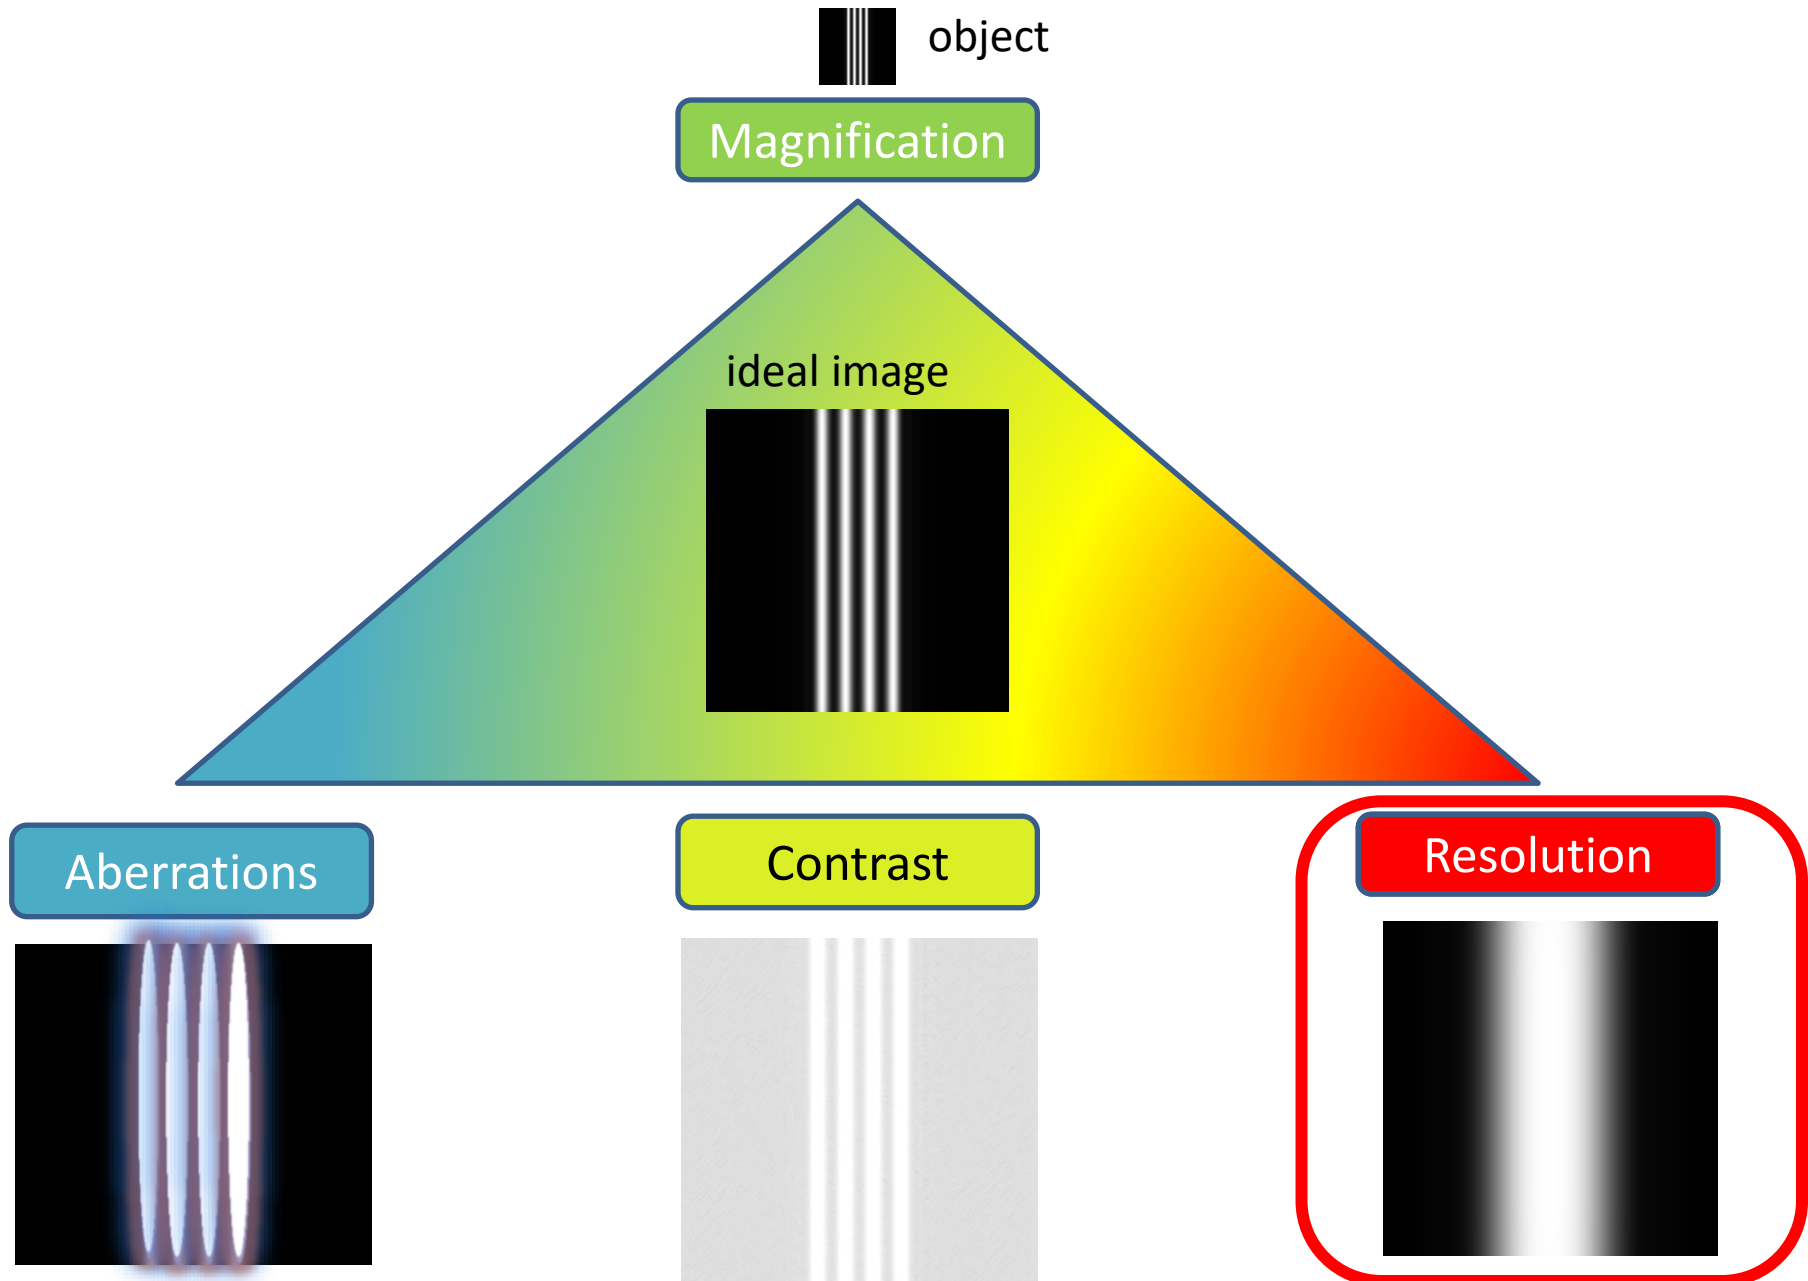 object
Magnification
ideal image
Aberrations
Contrast
Resolution